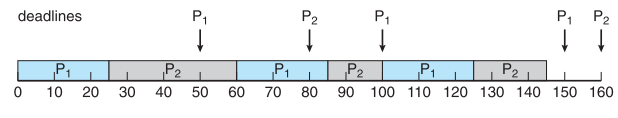 deadlines P₁ P₂ P₁ P₁ P₂
P₁ P₂ P₁ P₂ P₁ P₂
0 10 20 30 40 50 60 70 80 90 100 110 120 130 140 150 160